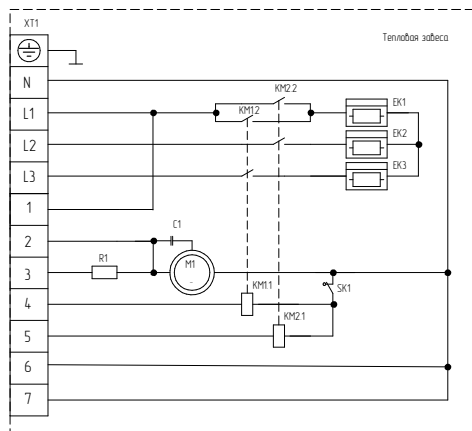 XT1
Тепловая завеса
N
KM2.2
L1
KM1.2
EK1
L2
EK2
L3
EK3
1
2
C1
3
R1
M1
~
SK1
4
KM1.1
5
KM2.1
6
7